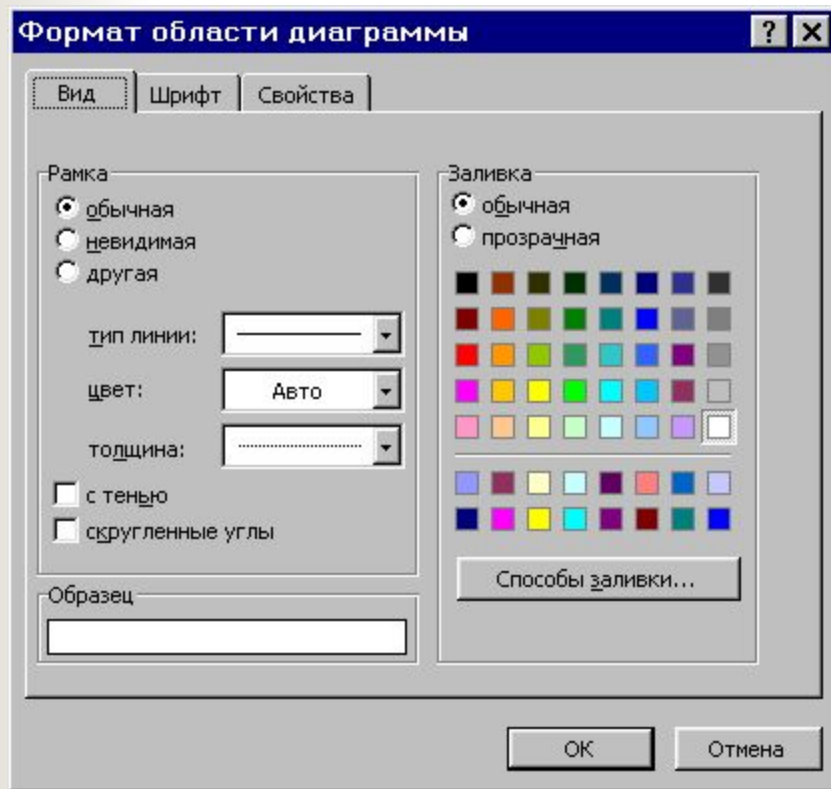 Формат области диаграммы ?
Вид Шрифт Свойства
Рамка
обычная
невидимая
другая
тип линии:
цвет: Авто
толщина:
с тенью
скругленные углы
Образец
Заливка
обычная
прозрачная
Способы заливки...
ОК Отмена